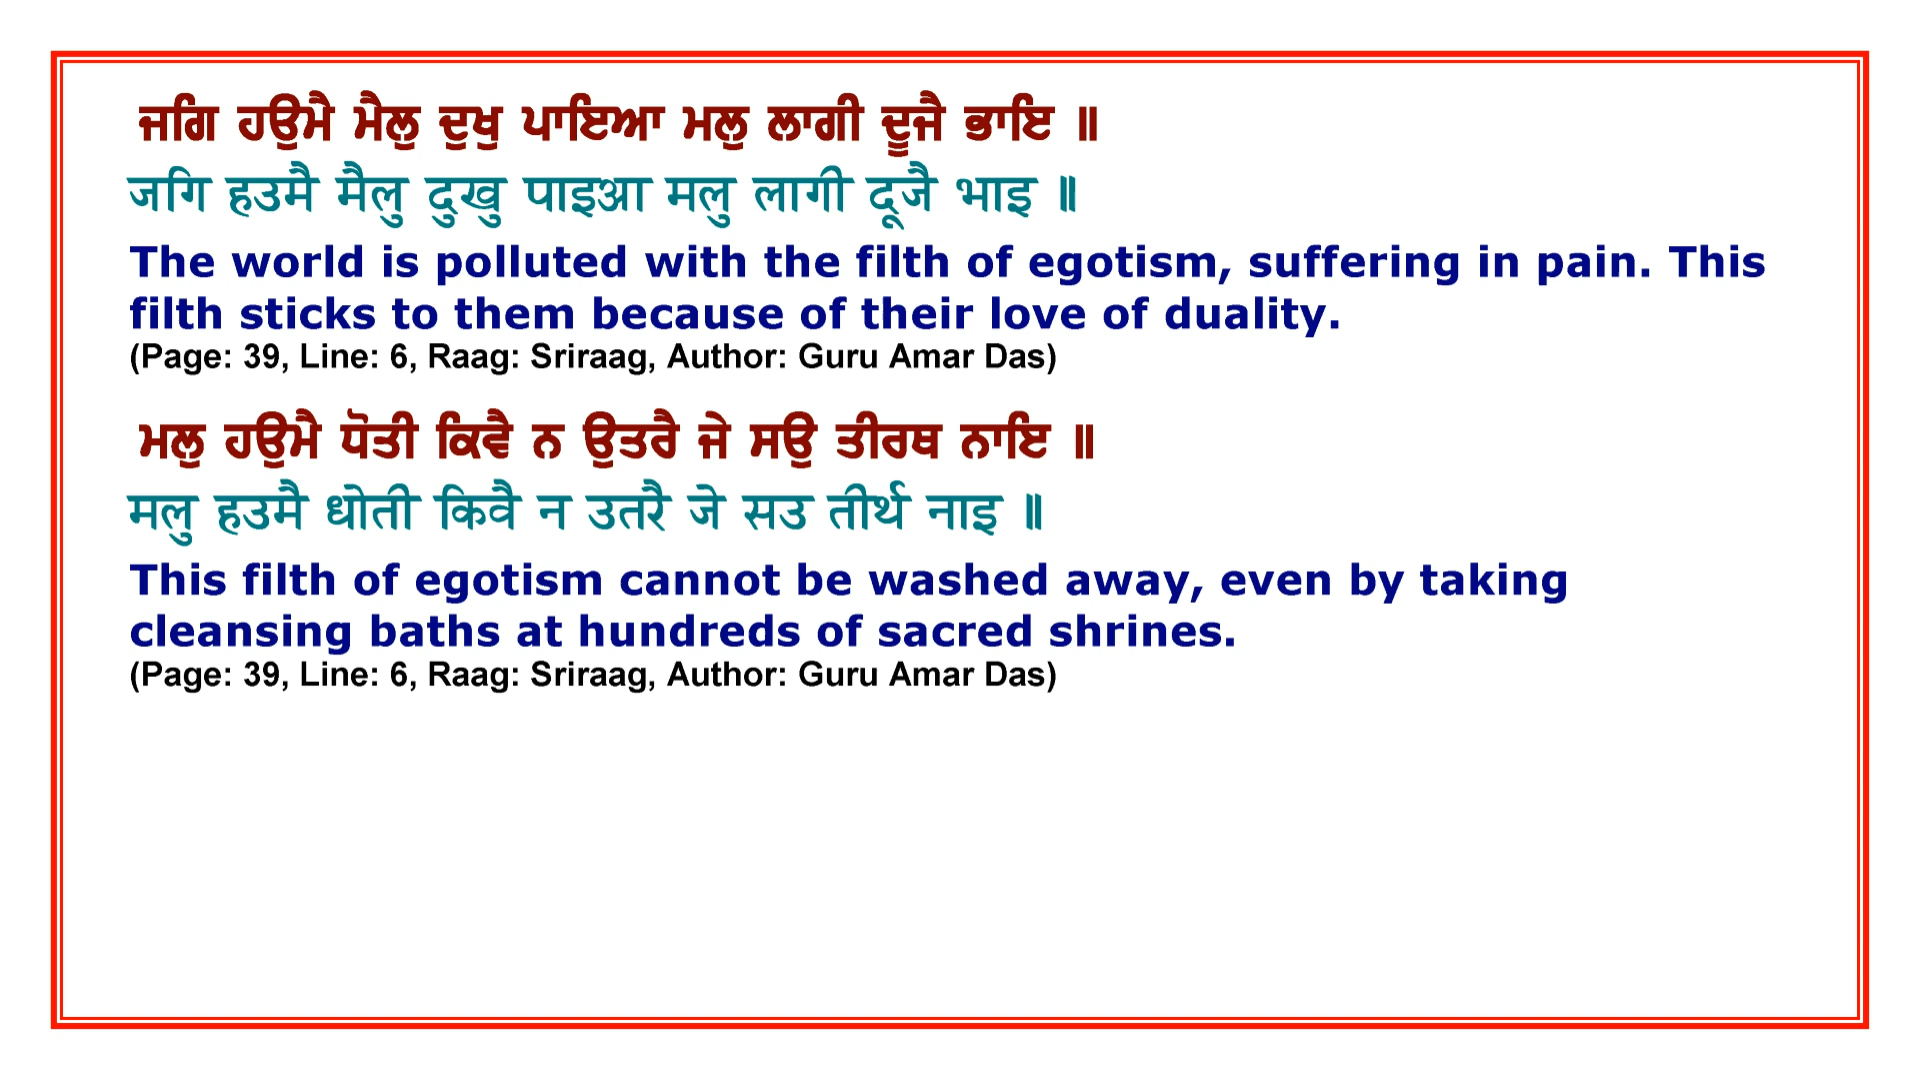 ਜਗਿ ਹਉਮੈ ਮੈਲੁ ਦੁਖੁ ਪਾਇਆ ਮਲੁ ਲਾਗੀ ਦੂਜੈ ਭਾਇ ॥
जगि हउमै मैलु दुखु पाइआ मलु लागी दूजै भाइ ॥
The world is polluted with the filth of egotism, suffering in pain. This
filth sticks to them because of their love of duality.
(Page: 39, Line: 6, Raag: Sriraag, Author: Guru Amar Das)
ਮਲੁ ਹਉਮੈ ਧੋਤੀ ਕਿਵੈ ਨ ਉਤਰੈ ਜੇ ਸਉ ਤੀਰਥ ਨਾਇ ॥
मलु हउमै धोती किवै न उतरै जे सउ तीर्थ नाइ ॥
This filth of egotism cannot be washed away, even by taking
cleansing baths at hundreds of sacred shrines.
(Page: 39, Line: 6, Raag: Sriraag, Author: Guru Amar Das)